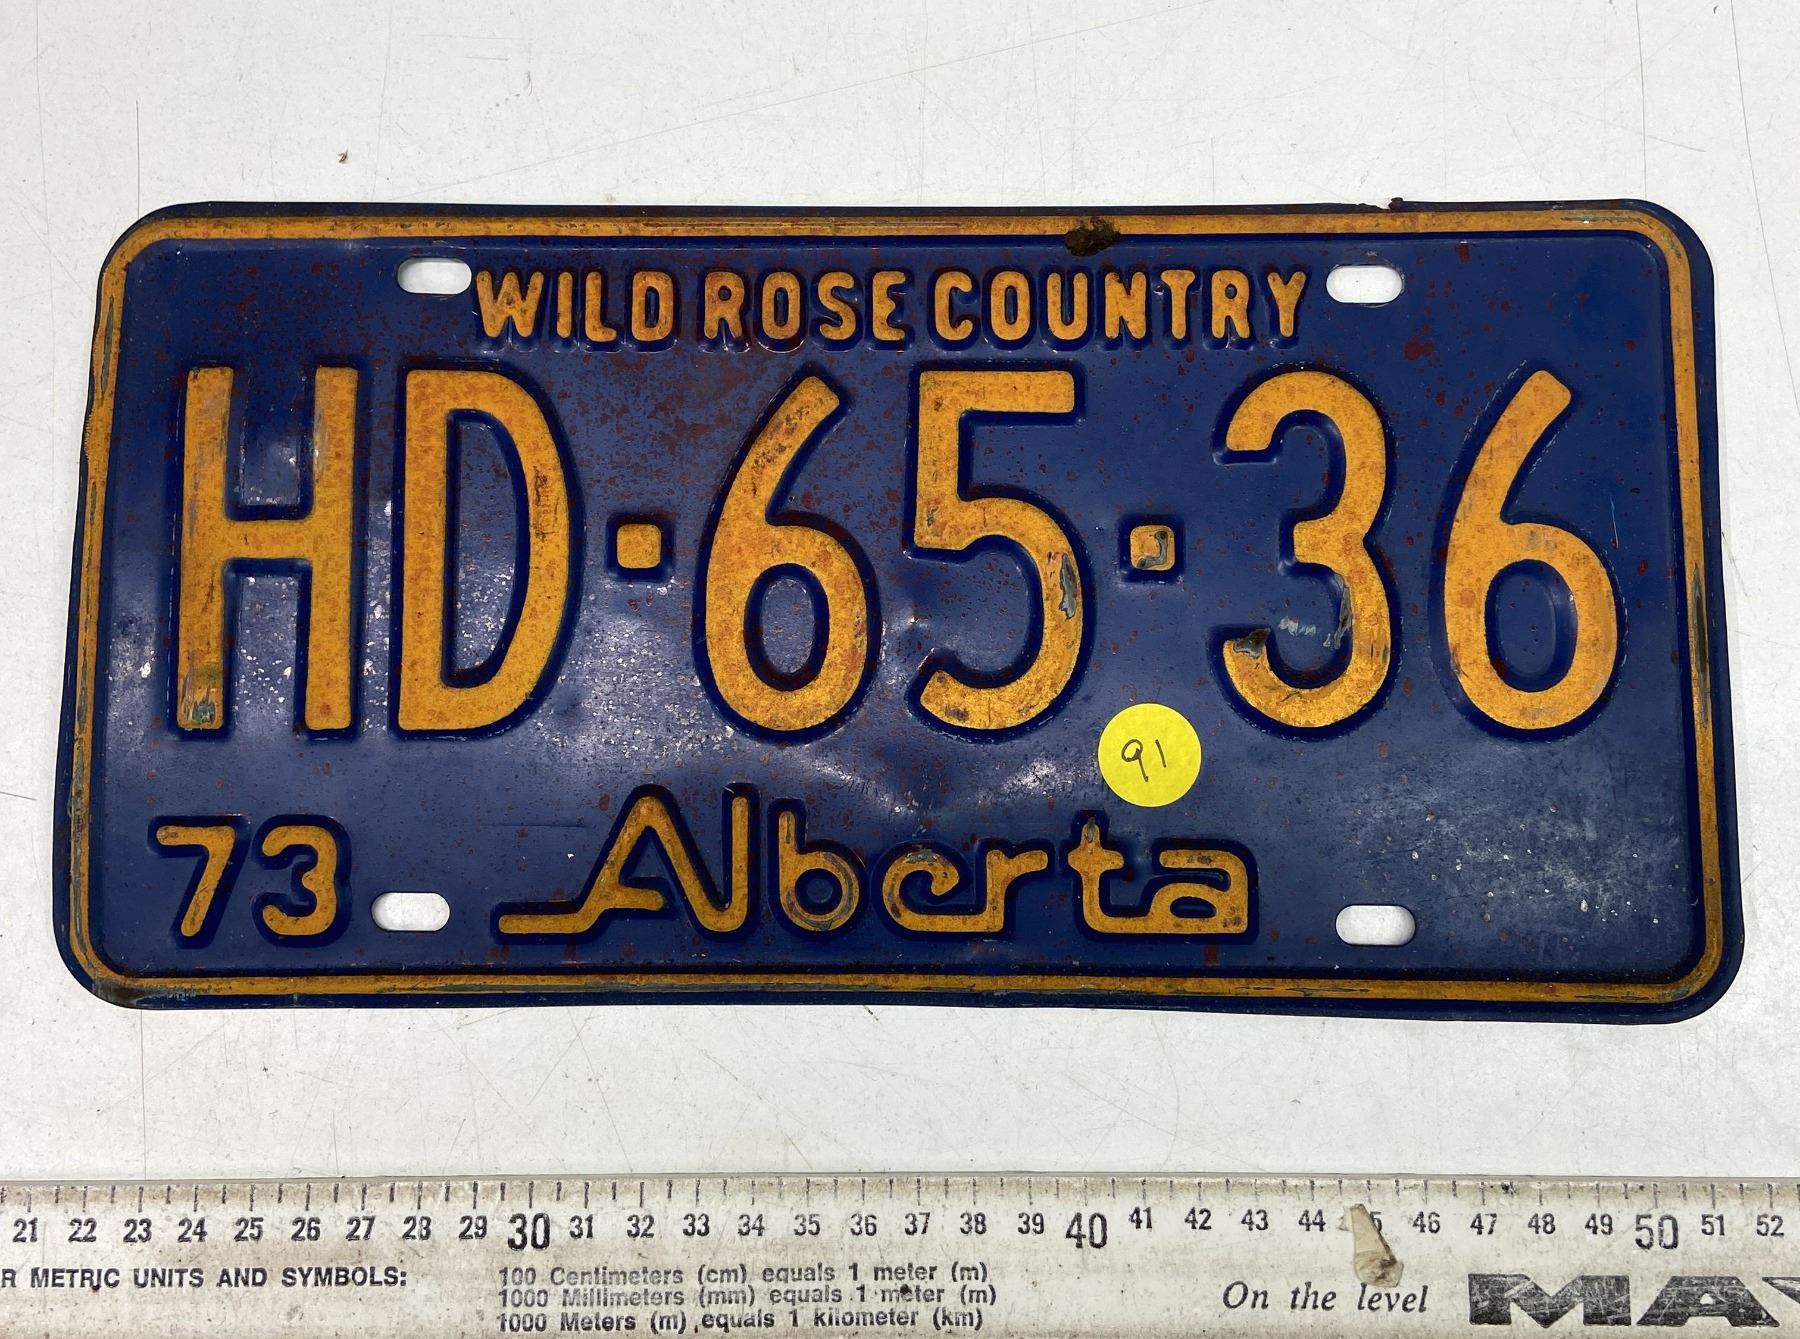 WILD ROSE COUNTRY
HD·65·36
91
73 Alberta
21 22 23 24 25 26 27 28 29 30 31 32 33 34 35 36 37 38 39 40 41 42 43 44 5 46 47 48 49 50 51 52
R METRIC UNITS AND SYMBOLS:
100 Centimeters (cm) equals 1 meter (m)
1000 Millimeters (mm) equals 1 meter (m)
1000 Meters (m) equals 1 kilometer (km)
On the level
MA